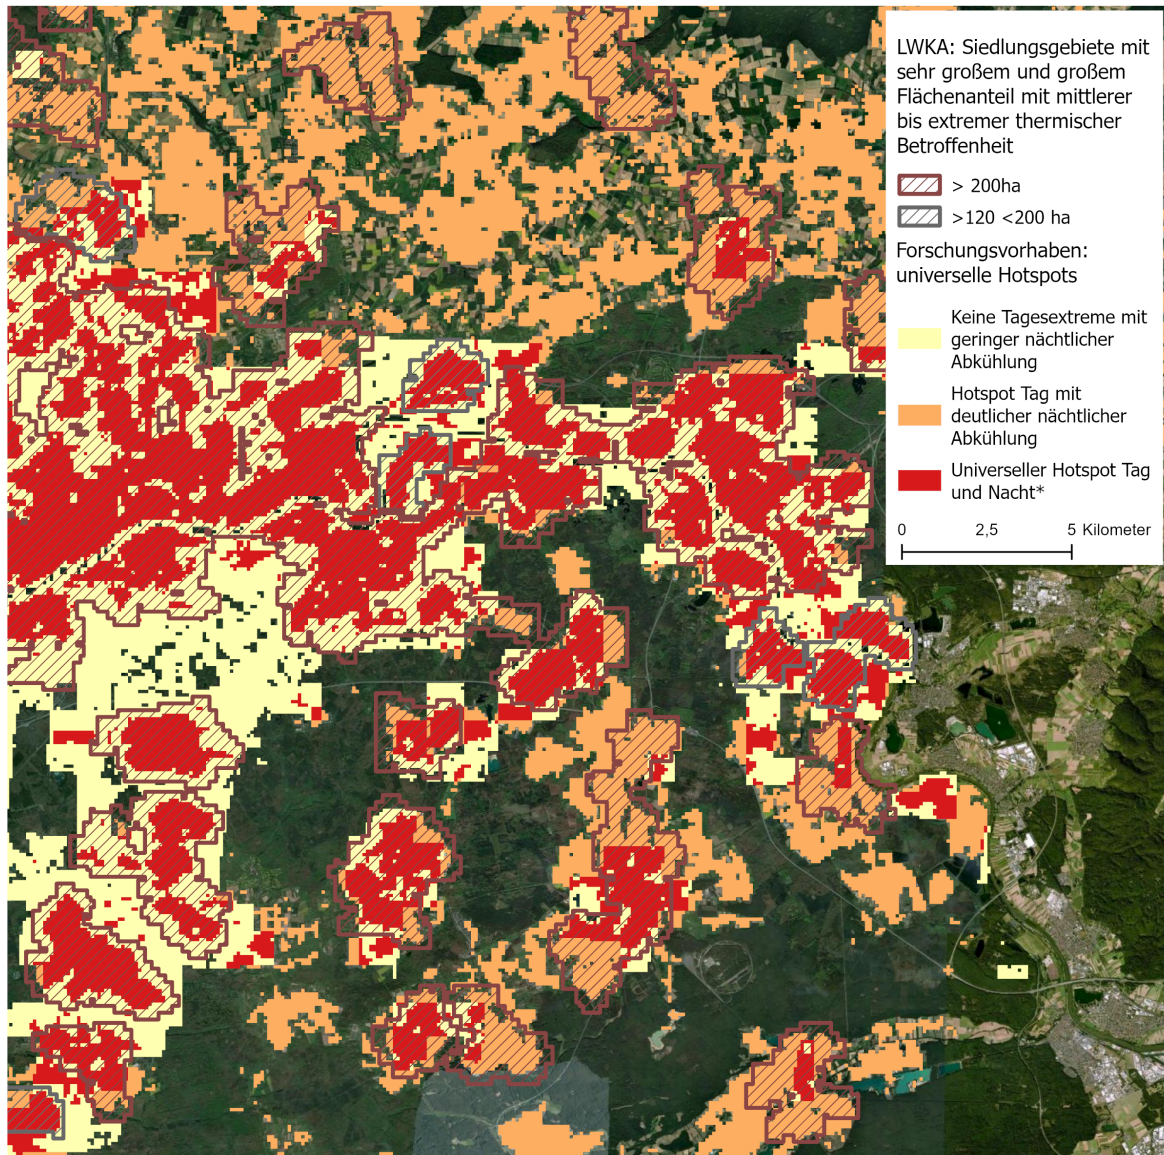 LWKA: Siedlungsgebiete mit
sehr großem und großem
Flächenanteil mit mittlerer
bis extremer thermischer
Betroffenheit
> 200ha
>120 <200 ha
Forschungsvorhaben:
universelle Hotspots
Keine Tagesextreme mit
geringer nächtlicher
Abkühlung
Hotspot Tag mit
deutlicher nächtlicher
Abkühlung
Universeller Hotspot Tag
und Nacht*
0 2,5 5 Kilometer